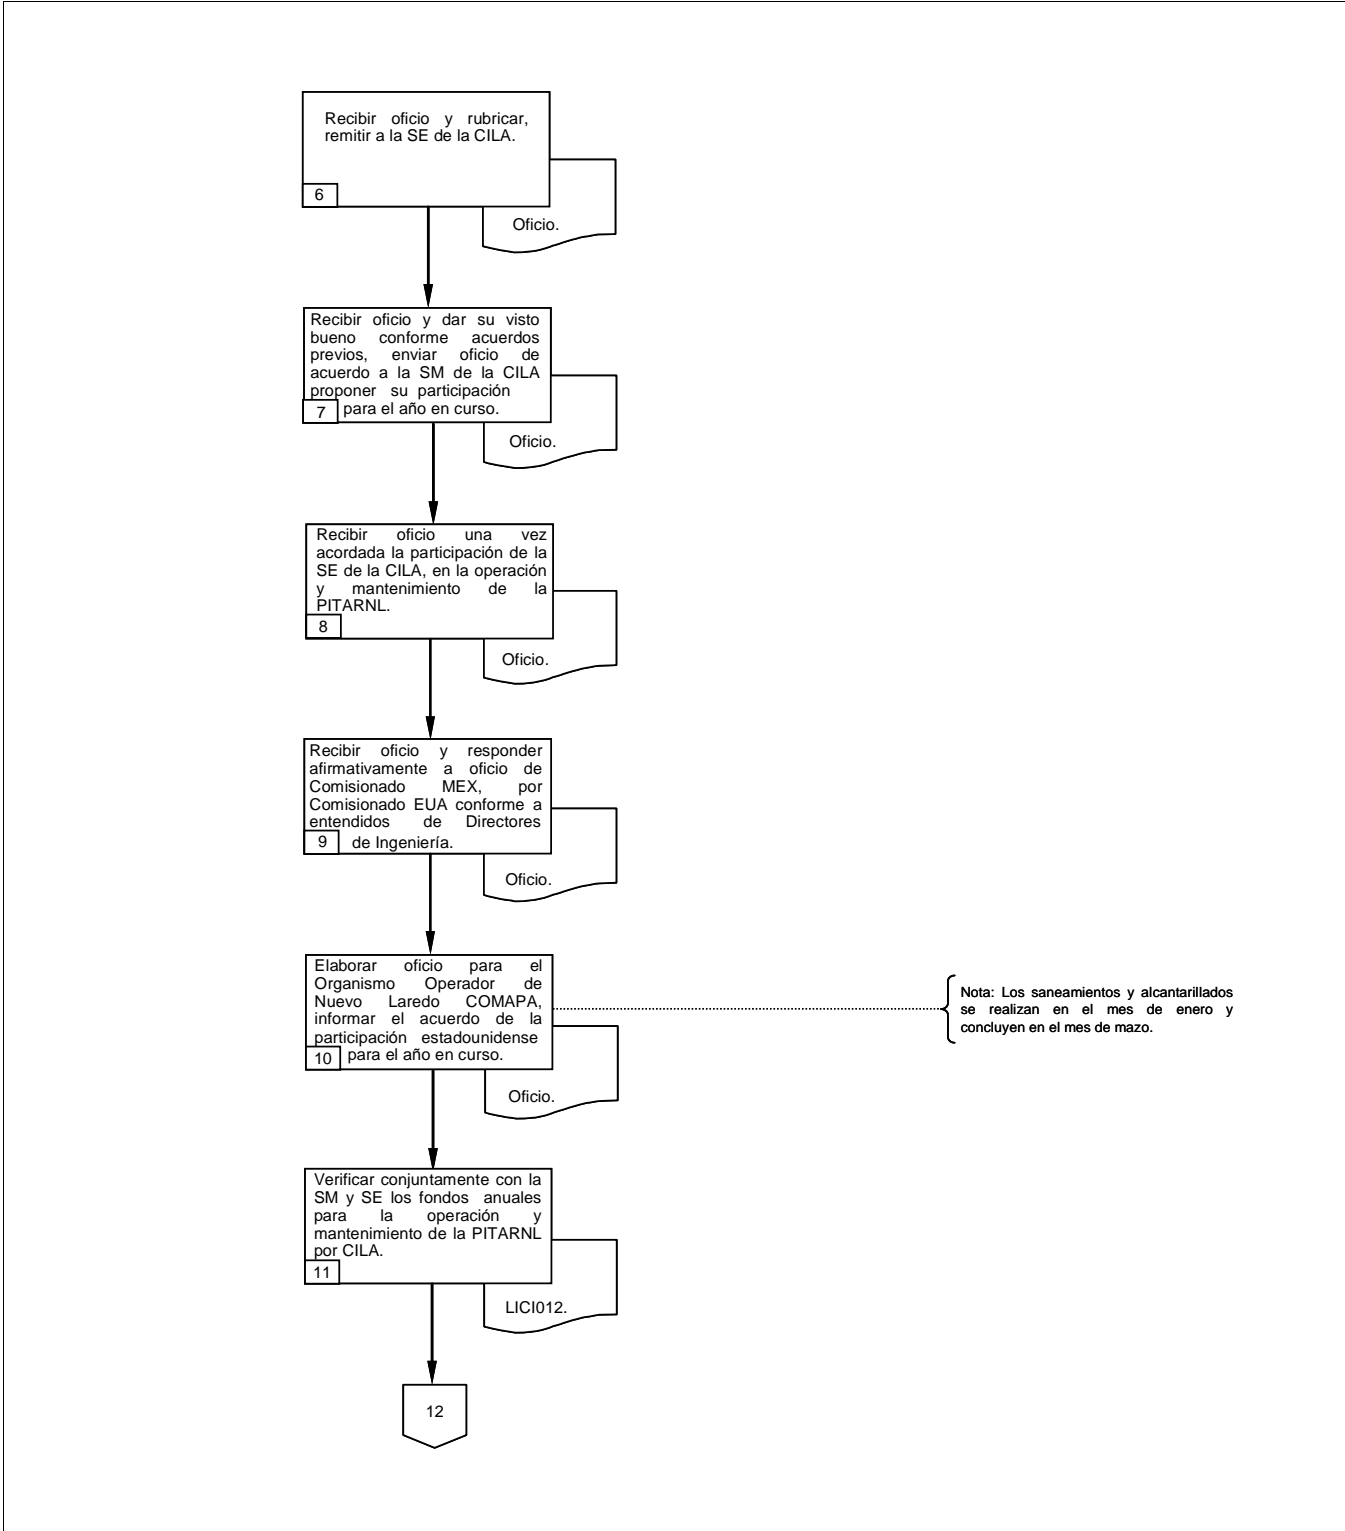 Recibir oficio y rubricar,
remitir a la SE de la CILA.
6
Oficio.
Recibir oficio y dar su visto
bueno conforme acuerdos
previos, enviar oficio de
acuerdo a la SM de la CILA
proponer su participación
7 para el año en curso.
Oficio.
Recibir oficio una vez
acordada la participación de la
SE de la CILA, en la operación
y mantenimiento de la
PITARNL.
8
Oficio.
Recibir oficio y responder
afirmativamente a oficio de
Comisionado MEX, por
Comisionado EUA conforme a
entendidos de Directores
9 de Ingeniería.
Oficio.
Elaborar oficio para el
Organismo Operador de
Nuevo Laredo COMAPA,
informar el acuerdo de la
participación estadounidense
10 para el año en curso.
Oficio.
Nota: Los saneamientos y alcantarillados
se realizan en el mes de enero y
concluyen en el mes de mazo.
Verificar conjuntamente con la
SM y SE los fondos anuales
para la operación y
mantenimiento de la PITARNL
por CILA.
11
LICI012.
12